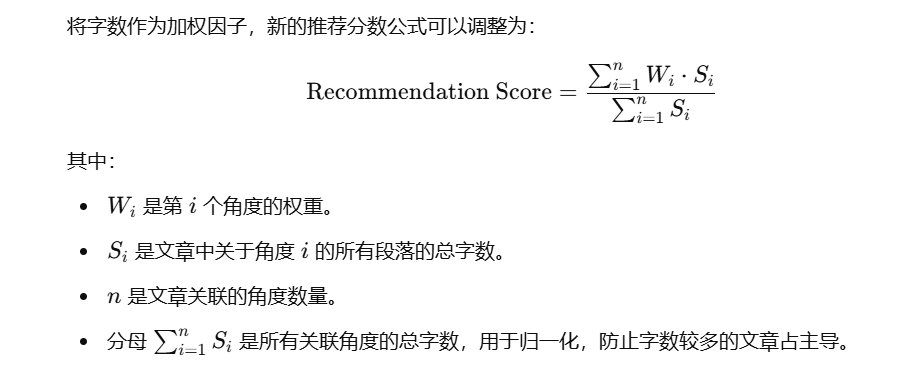 将字数作为加权因子，新的推荐分数公式可以调整为：
Recommendation Score = \frac{\sum_{i=1}^{n} W_i \cdot S_i}{\sum_{i=1}^{n} S_i}
其中：
• W_i 是第 i 个角度的权重。
• S_i 是文章中关于角度 i 的所有段落的总字数。
• n 是文章关联的角度数量。
• 分母 \sum_{i=1}^{n} S_i 是所有关联角度的总字数，用于归一化，防止字数较多的文章占主导。